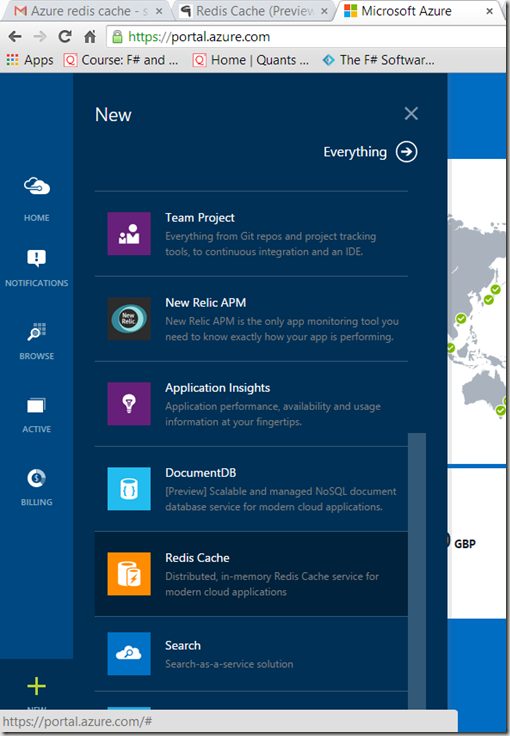 Azure redis cache - s
Redis Cache (Preview
Microsoft Azure
https://portal.azure.com
Apps
Course: F# and ...
Home | Quants ...
The F# Softwar...
New
Everything
HOME
NOTIFICATIONS
BROWSE
ACTIVE
BILLING
NEW
Team Project
Everything from Git repos and project tracking
tools, to continuous integration and an IDE.
New Relic
New Relic APM
New Relic APM is the only app monitoring tool you
need to know exactly how your app is performing.
Application Insights
Application performance, availability and usage
information at your fingertips.
DocumentDB
[Preview] Scalable and managed NoSQL document
database service for modern cloud applications.
Redis Cache
Distributed, in-memory Redis Cache service for
modern cloud applications
Search
Search-as-a-service solution
GBP
https://portal.azure.com/#